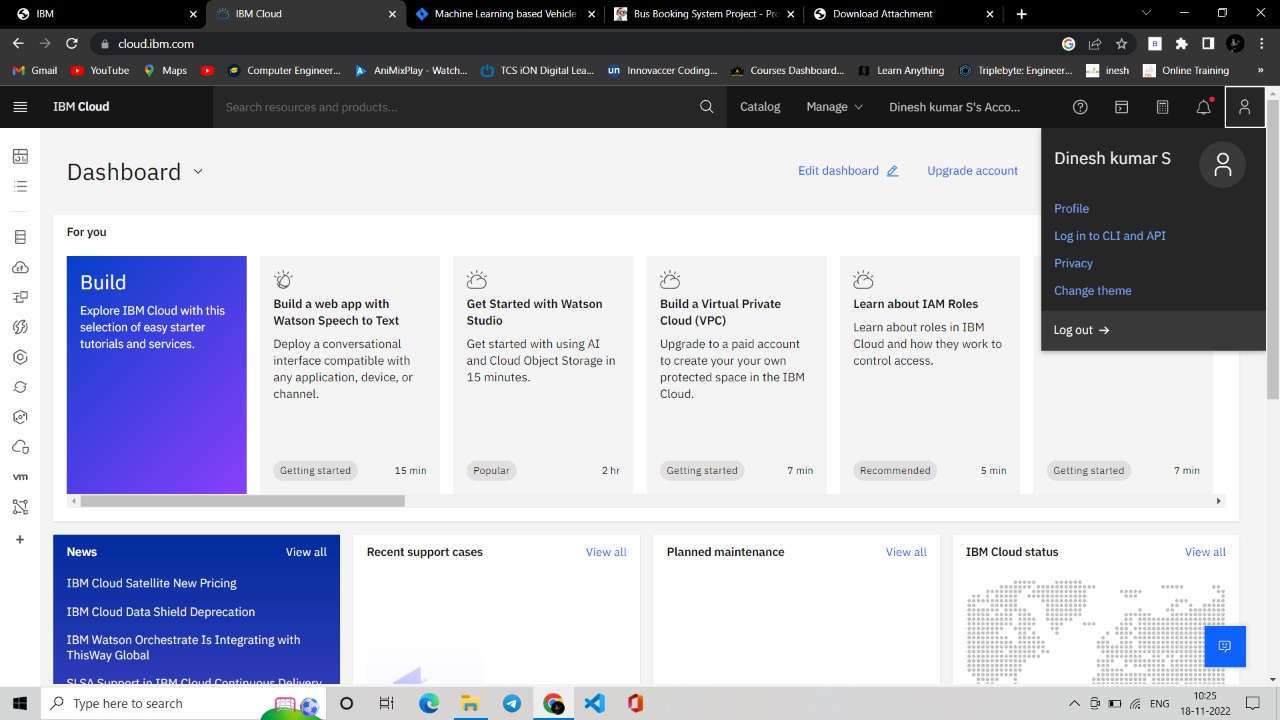 IBM
IBM Cloud
Machine Learning based Vehicle
Bus Booking System Project - Pro
Download Attachment
cloud.ibm.com
Gmail
YouTube
Maps
Computer Engineer...
AniMixPlay - Watc...
TCS iON Digital Lea...
Innovaccer Coding...
Courses Dashboard...
Learn Anything
Triplebyte: Engineer...
inesh
Online Training
»
IBM Cloud
Search resources and products...
Catalog
Manage
Dinesh kumar S's Acco...
Dashboard
Edit dashboard
Upgrade account
Dinesh kumar S
Profile
Log in to CLI and API
Privacy
Change theme
Log out →
For you
Build
Explore IBM Cloud with this
selection of easy starter
tutorials and services.
Build a web app with
Watson Speech to Text
Deploy a conversational
interface compatible with
any application, device, or
channel.
Getting started
15 min
Get Started with Watson
Studio
Get started with using AI
and Cloud Object Storage in
15 minutes.
Popular
2 hr
Build a Virtual Private
Cloud (VPC)
Upgrade to a paid account
to create your your own
protected space in the IBM
Cloud.
Getting started
7 min
Learn about IAM Roles
Learn about roles in IBM
Cloud and how they work to
control access.
Recommended
5 min
Getting started
7 min
vm
News
View all
IBM Cloud Satellite New Pricing
IBM Cloud Data Shield Deprecation
IBM Watson Orchestrate Is Integrating with
ThisWay Global
SLSA Support in IBM Cloud Continuous Delivery
Recent support cases
View all
Planned maintenance
View all
IBM Cloud status
View all
Type here to search
ENG
10:25
18-11-2022